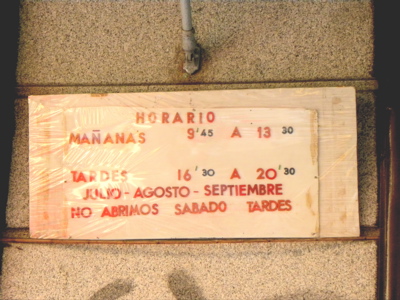 HORARIO
MAÑANAS 9'45 A 13 30
TARDES 16'30 A 20'30
JULIO - AGOSTO - SEPTIEMBRE
NO ABRIMOS SABADO TARDES